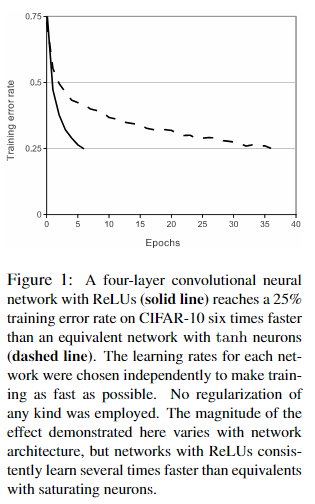 0.75
0.5
0.25
0
Training error rate
0
5
10
15
20
25
30
35
40
Epochs
Figure 1: A four-layer convolutional neural
network with ReLUs (solid line) reaches a 25%
training error rate on CIFAR-10 six times faster
than an equivalent network with tanh neurons
(dashed line). The learning rates for each net-
work were chosen independently to make train-
ing as fast as possible. No regularization of
any kind was employed. The magnitude of the
effect demonstrated here varies with network
architecture, but networks with ReLUs consis-
tently learn several times faster than equivalents
with saturating neurons.